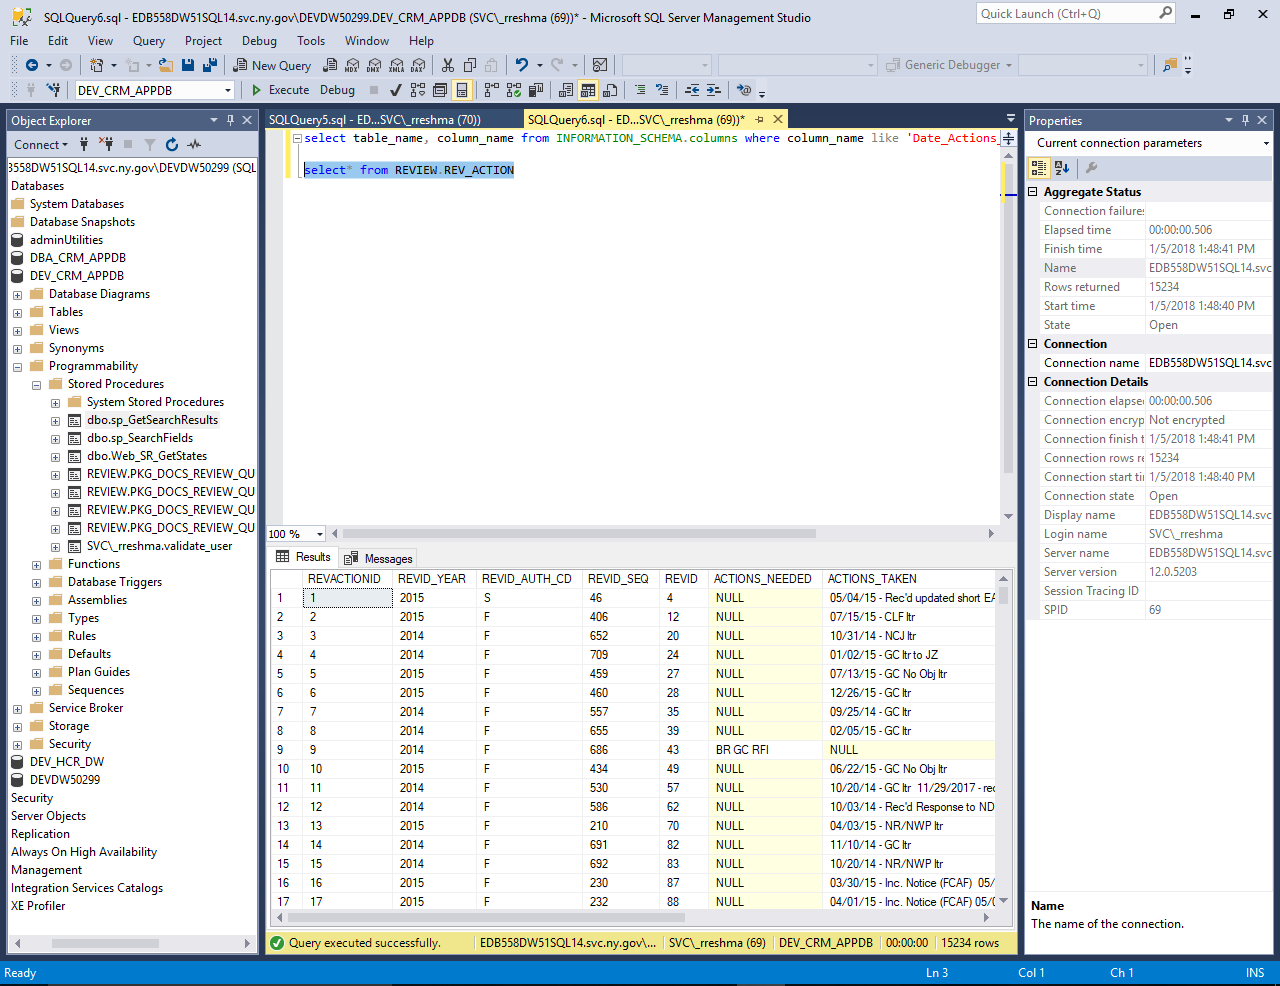 SQLQuery6.sql - EDB558DW51SQL14.svc.ny.gov\DEVDW50299.DEV_CRM_APPDB (SVC\_rreshma (69))* - Microsoft SQL Server Management Studio
Quick Launch (Ctrl+Q)
File Edit View Query Project Debug Tools Window Help
New Query
MDX DMX XMLA DAX
Generic Debugger
DEV_CRM_APPDB
Execute Debug
Object Explorer
Connect
3558DW51SQL14.svc.ny.gov\DEVDW50299 (SQL
Databases
System Databases
Database Snapshots
adminUtilities
DBA_CRM_APPDB
DEV_CRM_APPDB
Database Diagrams
Tables
Views
Synonyms
Programmability
Stored Procedures
System Stored Procedures
dbo.sp_GetSearchResults
dbo.sp_SearchFields
dbo.Web_SR_GetStates
REVIEW.PKG_DOCS_REVIEW_QU
REVIEW.PKG_DOCS_REVIEW_QU
REVIEW.PKG_DOCS_REVIEW_QU
REVIEW.PKG_DOCS_REVIEW_QU
SVC\_rreshma.validate_user
Functions
Database Triggers
Assemblies
Types
Rules
Defaults
Plan Guides
Sequences
Service Broker
Storage
Security
DEV_HCR_DW
DEVDW50299
Security
Server Objects
Replication
Always On High Availability
Management
Integration Services Catalogs
XE Profiler
SQLQuery5.sql - ED...SVC\_rreshma (70))
SQLQuery6.sql - ED...SVC\_rreshma (69))*
select table_name, column_name from INFORMATION_SCHEMA.columns where column_name like 'Date_Actions_
select* from REVIEW.REV_ACTION
100 %
Results Messages
REVACTIONID REVID_YEAR REVID_AUTH_CD REVID_SEQ REVID ACTIONS_NEEDED ACTIONS_TAKEN
1 1 2015 S 46 4 NULL 05/04/15 - Rec'd updated short EA
2 2 2015 F 406 12 NULL 07/15/15 - CLF ltr
3 3 2014 F 652 20 NULL 10/31/14 - NCJ ltr
4 4 2014 F 709 24 NULL 01/02/15 - GC ltr to JZ
5 5 2015 F 459 27 NULL 07/13/15 - GC No Obj ltr
6 6 2015 F 460 28 NULL 12/26/15 - GC ltr
7 7 2014 F 557 35 NULL 09/25/14 - GC ltr
8 8 2014 F 655 39 NULL 02/05/15 - GC ltr
9 9 2014 F 686 43 BR GC RFI NULL
10 10 2015 F 434 49 NULL 06/22/15 - GC No Obj ltr
11 11 2014 F 530 57 NULL 10/20/14 - GC ltr 11/29/2017 - rec
12 12 2014 F 586 62 NULL 10/03/14 - Rec'd Response to ND
13 13 2015 F 210 70 NULL 04/03/15 - NR/NWP ltr
14 14 2014 F 691 82 NULL 11/10/14 - GC ltr
15 15 2014 F 692 83 NULL 10/20/14 - NR/NWP ltr
16 16 2015 F 230 87 NULL 03/30/15 - Inc. Notice (FCAF) 05/
17 17 2015 F 232 88 NULL 04/01/15 - Inc. Notice (FCAF) 05/0
Query executed successfully.
EDB558DW51SQL14.svc.ny.gov\... SVC\_rreshma (69) DEV_CRM_APPDB 00:00:00 15234 rows
Properties
Current connection parameters
Aggregate Status
Connection failures
Elapsed time 00:00:00.506
Finish time 1/5/2018 1:48:41 PM
Name EDB558DW51SQL14.svc
Rows returned 15234
Start time 1/5/2018 1:48:40 PM
State Open
Connection
Connection name EDB558DW51SQL14.svc
Connection Details
Connection elapse 00:00:00.506
Connection encryp Not encrypted
Connection finish t 1/5/2018 1:48:41 PM
Connection rows re 15234
Connection start ti 1/5/2018 1:48:40 PM
Connection state Open
Display name EDB558DW51SQL14.svc
Login name SVC\_rreshma
Server name EDB558DW51SQL14.svc
Server version 12.0.5203
Session Tracing ID
SPID 69
Name
The name of the connection.
Ready Ln 3 Col 1 Ch 1 INS